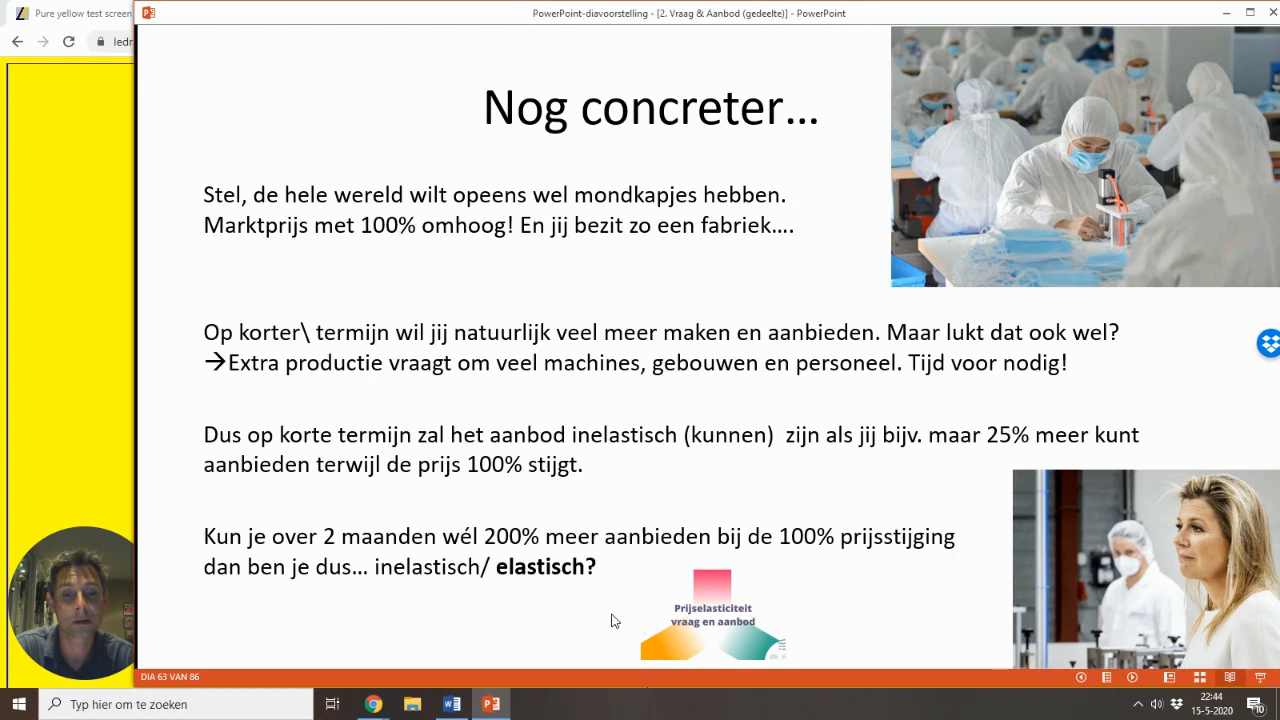 Pure yellow test screen
PowerPoint-diavoorstelling - [2. Vraag & Aanbod (gedeelte)] - PowerPoint
ledr
Nog concreter…
Stel, de hele wereld wilt opeens wel mondkapjes hebben.
Marktprijs met 100% omhoog! En jij bezit zo een fabriek….
Op korter\ termijn wil jij natuurlijk veel meer maken en aanbieden. Maar lukt dat ook wel?
→Extra productie vraagt om veel machines, gebouwen en personeel. Tijd voor nodig!
Dus op korte termijn zal het aanbod inelastisch (kunnen)  zijn als jij bijv. maar 25% meer kunt
aanbieden terwijl de prijs 100% stijgt.
Kun je over 2 maanden wél 200% meer aanbieden bij de 100% prijsstijging
dan ben je dus… inelastisch/ elastisch?
Prijselasticiteit
vraag en aanbod
DIA 63 VAN 86
Typ hier om te zoeken
22:44
15-5-2020
10